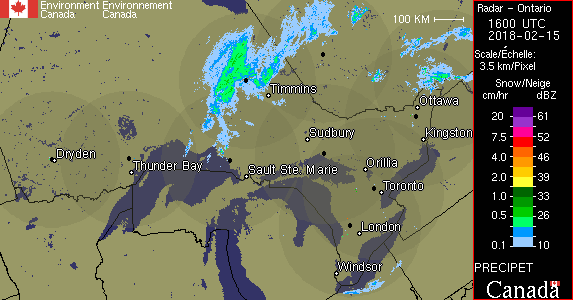 Environment Environnement
Canada Canada
100 KM
Timmins
Ottawa
Sudbury
Kingston
Dryden
Thunder Bay
Sault Ste. Marie
Orillia
Toronto
London
Windsor
Radar - Ontario
1600 UTC
2018-02-15
Scale/Échelle:
3.5 km/Pixel
Snow/Neige
cm/hr dBZ
20 61
7.5 57
5.0 52
4.0 46
2.0 39
1.0 33
0.5 26
0.1 10
PRECIPET
Canada